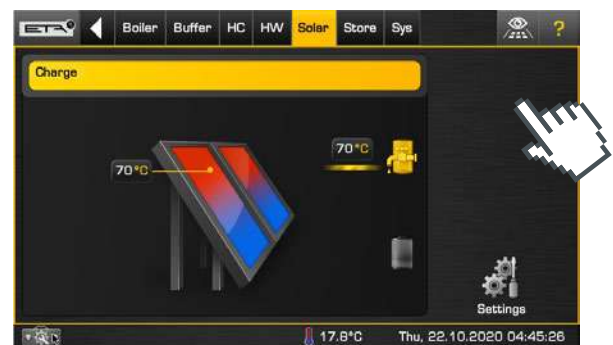 ETA Boiler Buffer HC HW Solar Store Sys ?
Charge
70°C
70°C
Settings
17.8°C Thu, 22.10.2020 04:45:26